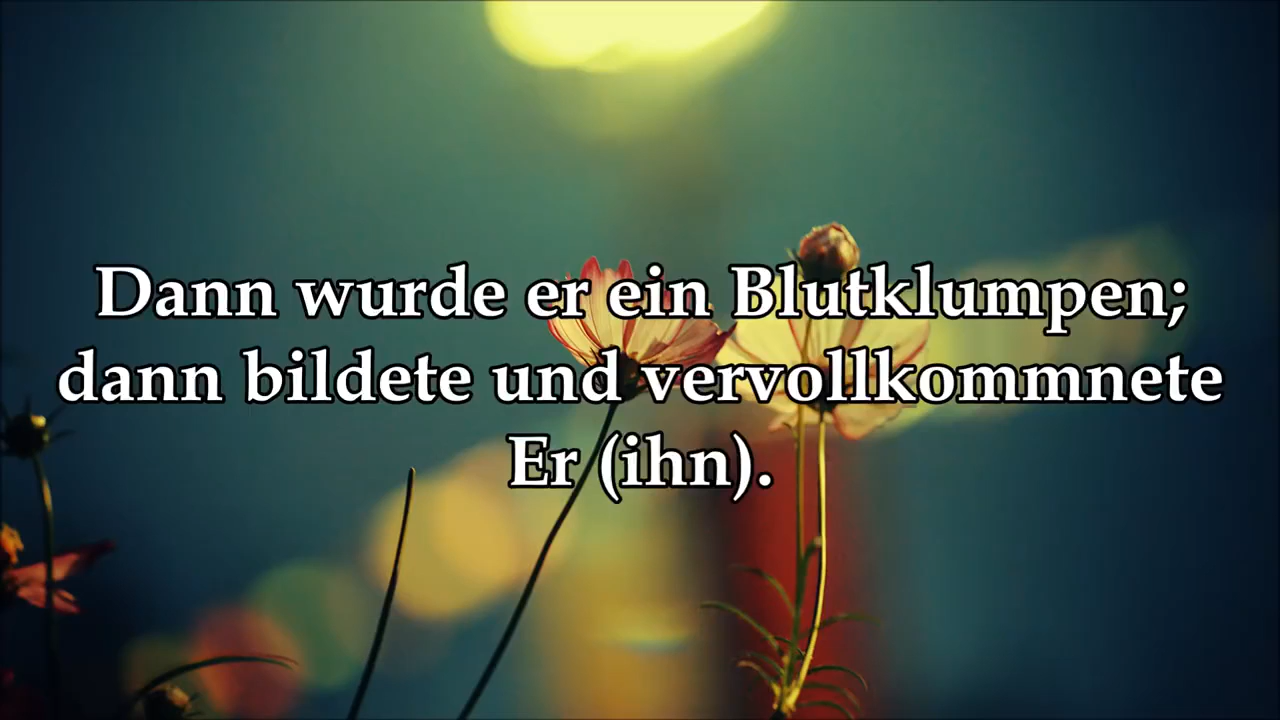 Dann wurde er ein Blutklumpen;
dann bildete und vervollkommnete
Er (ihn).